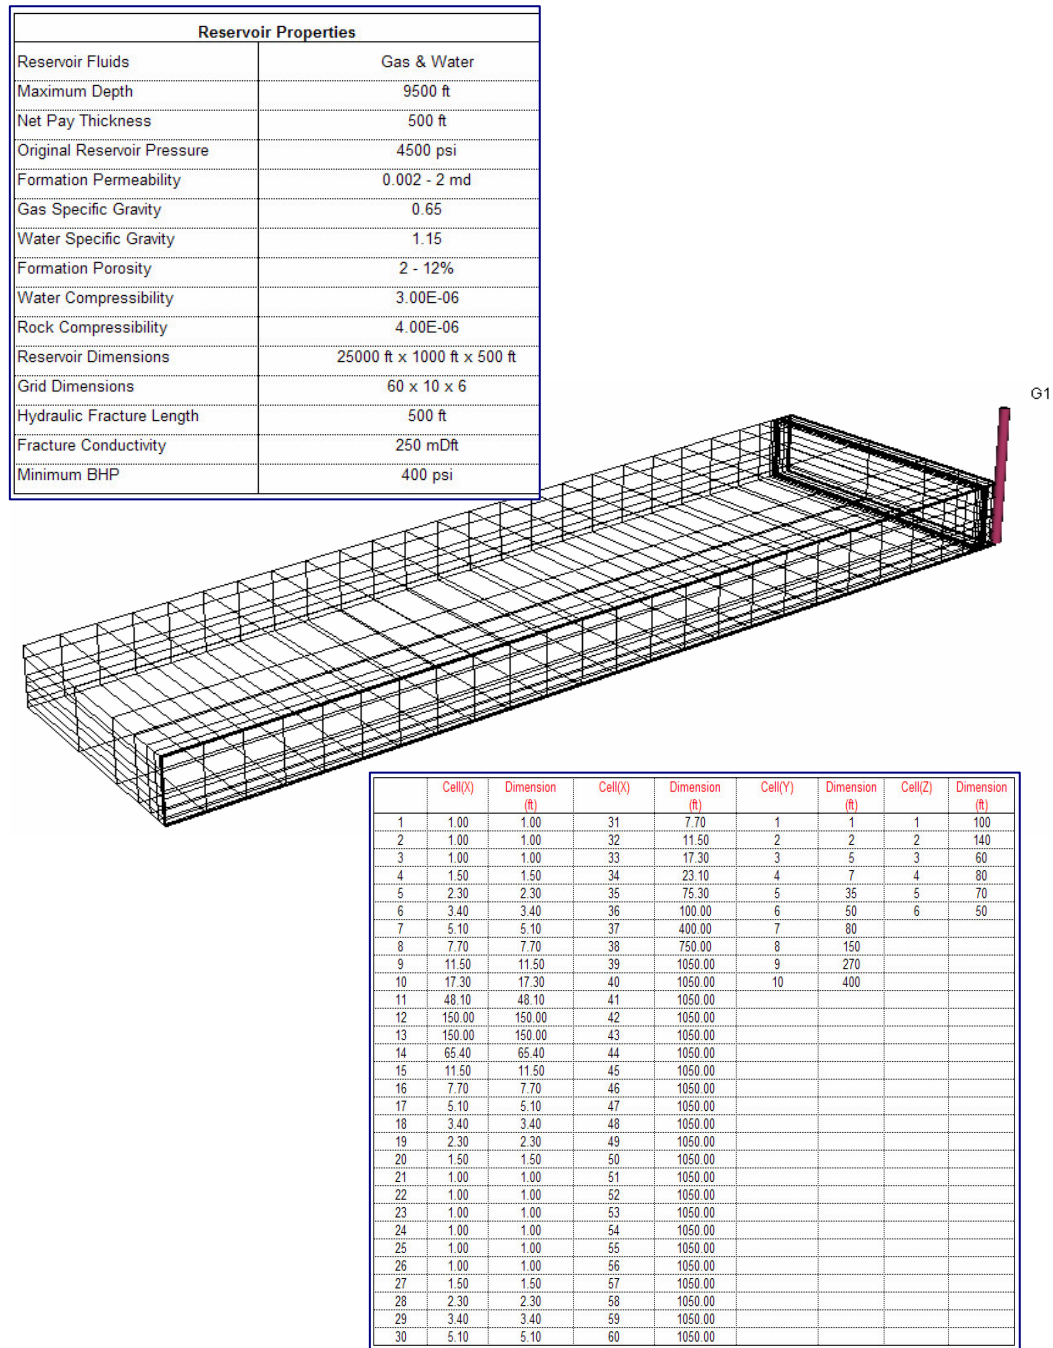 Reservoir Properties
Reservoir Fluids Gas & Water
Maximum Depth 9500 ft
Net Pay Thickness 500 ft
Original Reservoir Pressure 4500 psi
Formation Permeability 0.002 - 2 md
Gas Specific Gravity 0.65
Water Specific Gravity 1.15
Formation Porosity 2 - 12%
Water Compressibility 3.00E-06
Rock Compressibility 4.00E-06
Reservoir Dimensions 25000 ft x 1000 ft x 500 ft
Grid Dimensions 60 x 10 x 6
Hydraulic Fracture Length 500 ft
Fracture Conductivity 250 mDft
Minimum BHP 400 psi
G1
Cell(X) Dimension Cell(X) Dimension Cell(Y) Dimension Cell(Z) Dimension
(ft) (ft) (ft) (ft)
1 1.00 1.00 31 7.70 1 1 1 100
2 1.00 1.00 32 11.50 2 2 2 140
3 1.00 1.00 33 17.30 3 5 3 60
4 1.50 1.50 34 23.10 4 7 4 80
5 2.30 2.30 35 75.30 5 35 5 70
6 3.40 3.40 36 100.00 6 50 6 50
7 5.10 5.10 37 400.00 7 80
8 7.70 7.70 38 750.00 8 150
9 11.50 11.50 39 1050.00 9 270
10 17.30 17.30 40 1050.00 10 400
11 48.10 48.10 41 1050.00
12 150.00 150.00 42 1050.00
13 150.00 150.00 43 1050.00
14 65.40 65.40 44 1050.00
15 11.50 11.50 45 1050.00
16 7.70 7.70 46 1050.00
17 5.10 5.10 47 1050.00
18 3.40 3.40 48 1050.00
19 2.30 2.30 49 1050.00
20 1.50 1.50 50 1050.00
21 1.00 1.00 51 1050.00
22 1.00 1.00 52 1050.00
23 1.00 1.00 53 1050.00
24 1.00 1.00 54 1050.00
25 1.00 1.00 55 1050.00
26 1.00 1.00 56 1050.00
27 1.50 1.50 57 1050.00
28 2.30 2.30 58 1050.00
29 3.40 3.40 59 1050.00
30 5.10 5.10 60 1050.00